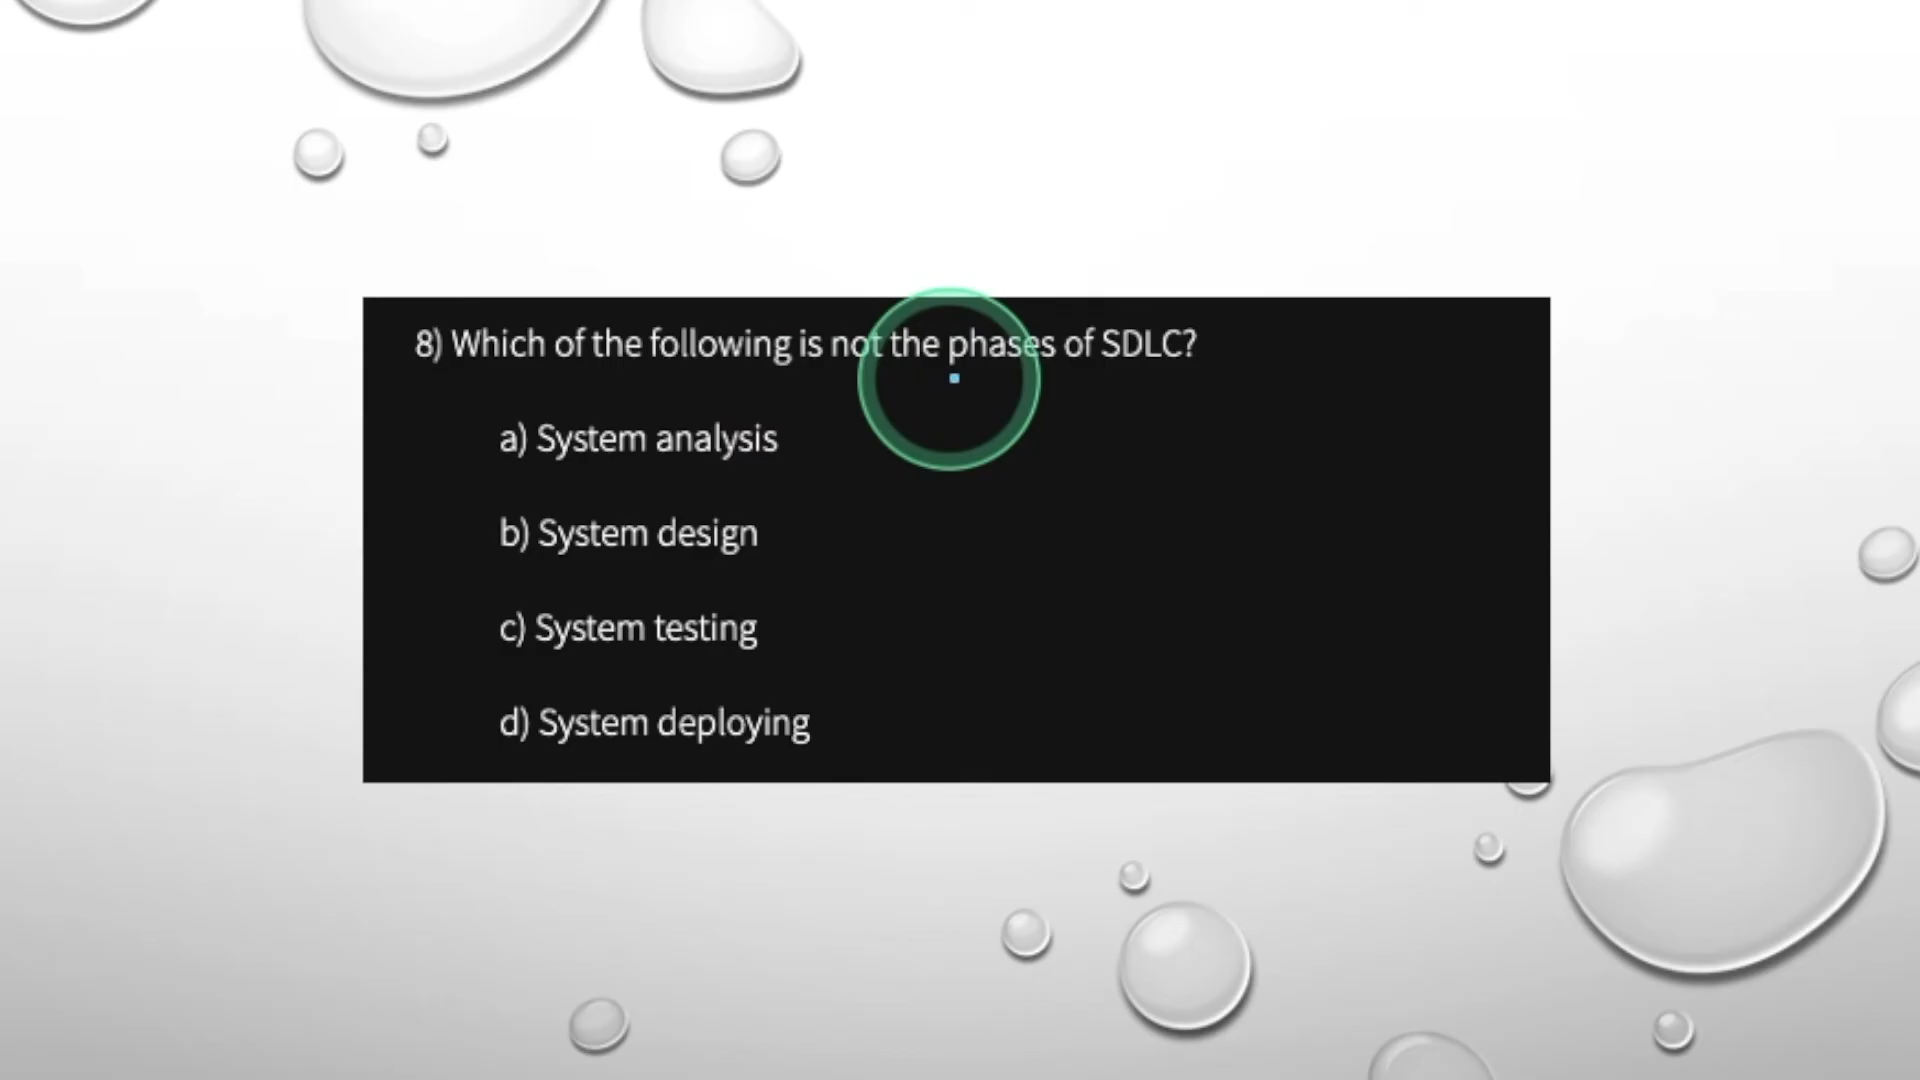 8) Which of the following is not the phases of SDLC?
a) System analysis
b) System design
c) System testing
d) System deploying